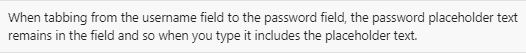 When tabbing from the username field to the password field, the password placeholder text
remains in the field and so when you type it includes the placeholder text.